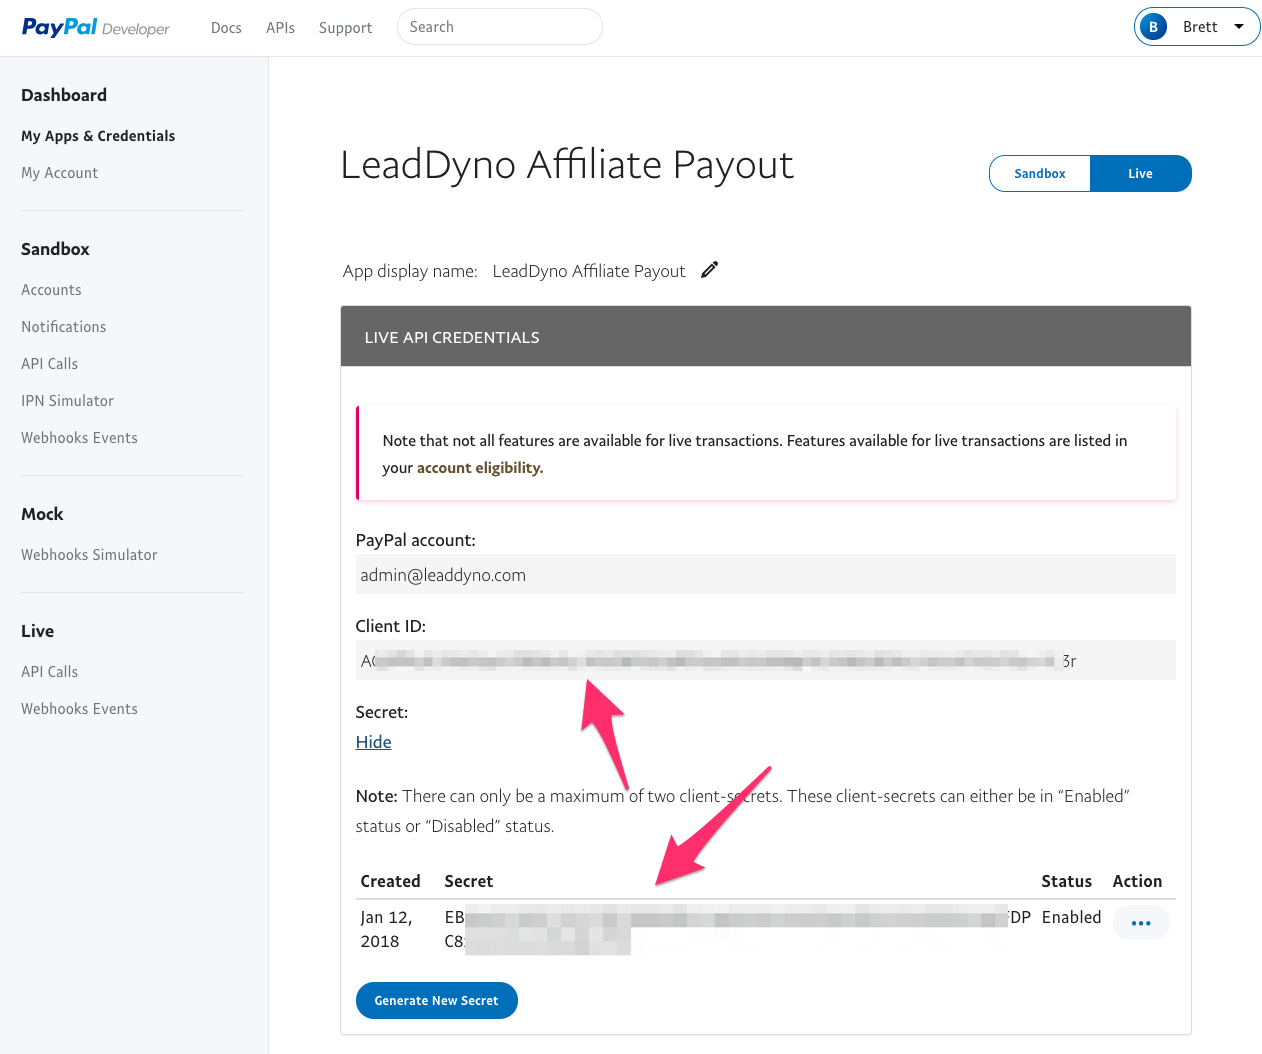 PayPal Developer
Docs APIs Support Search
B Brett
Dashboard
My Apps & Credentials
My Account
Sandbox
Accounts
Notifications
API Calls
IPN Simulator
Webhooks Events
Mock
Webhooks Simulator
Live
API Calls
Webhooks Events
LeadDyno Affiliate Payout
Sandbox Live
App display name: LeadDyno Affiliate Payout
LIVE API CREDENTIALS
Note that not all features are available for live transactions. Features available for live transactions are listed in
your account eligibility.
PayPal account:
admin@leaddyno.com
Client ID:
3r
Secret:
Hide
Note: There can only be a maximum of two client-secrets. These client-secrets can either be in “Enabled”
status or “Disabled” status.
Created Secret Status Action
Jan 12, EB DP Enabled
2018 C8
Generate New Secret